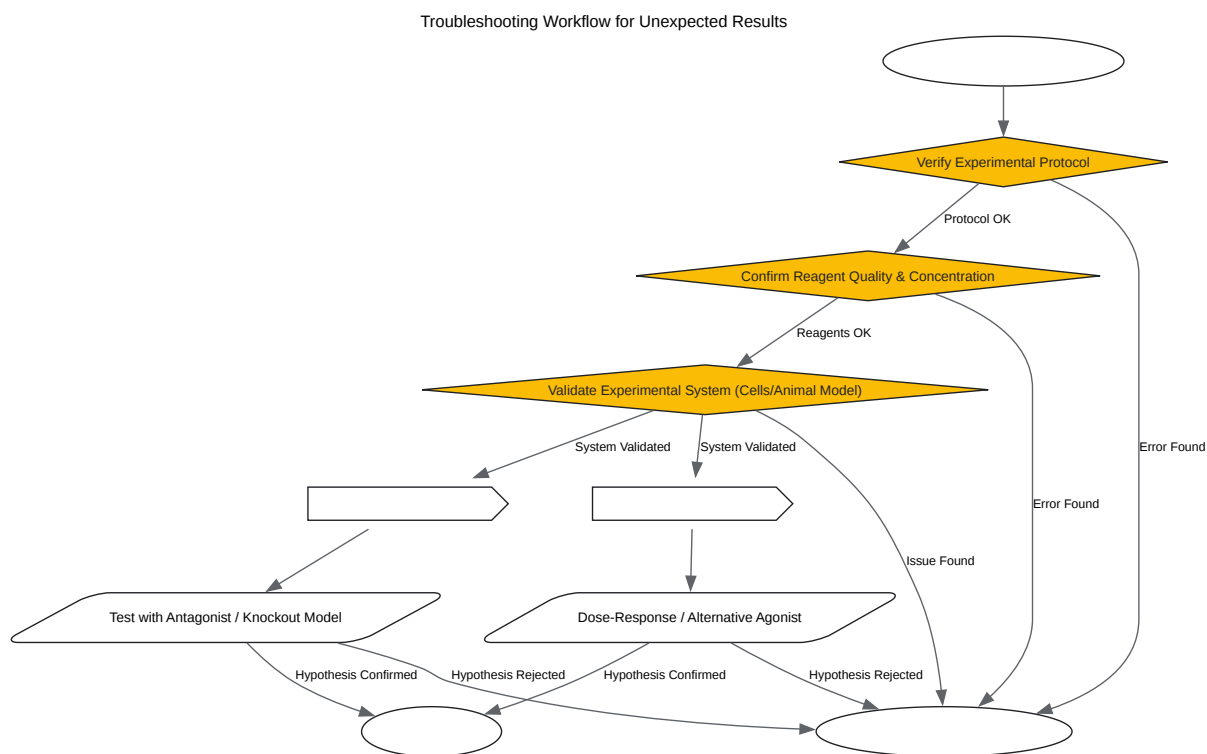 Troubleshooting Workflow for Unexpected Results
Verify Experimental Protocol
Protocol OK
Confirm Reagent Quality & Concentration
Reagents OK
Validate Experimental System (Cells/Animal Model)
System Validated
System Validated
Error Found
Error Found
Issue Found
Test with Antagonist / Knockout Model
Dose-Response / Alternative Agonist
Hypothesis Confirmed
Hypothesis Rejected
Hypothesis Confirmed
Hypothesis Rejected